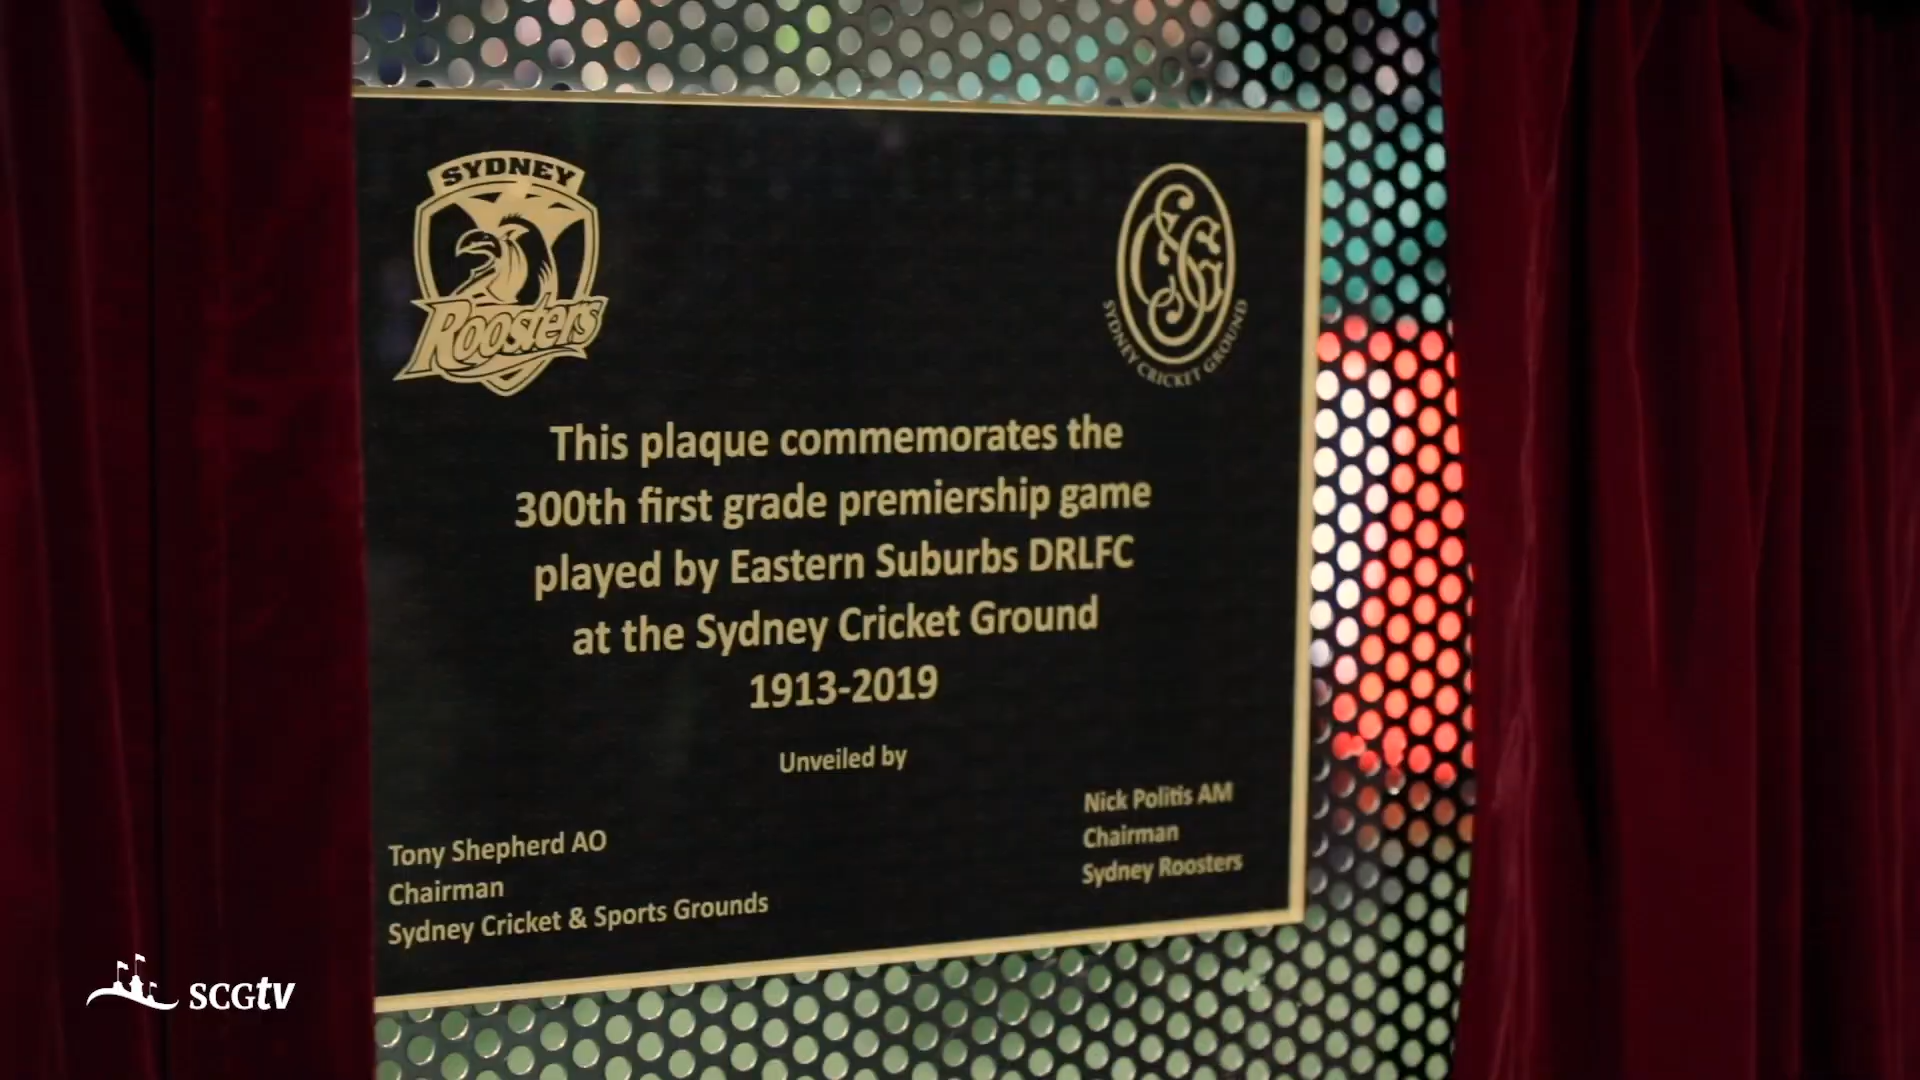 SYDNEY
Roosters
SCG
SYDNEY CRICKET GROUND
This plaque commemorates the
300th first grade premiership game
played by Eastern Suburbs DRLFC
at the Sydney Cricket Ground
1913-2019
Unveiled by
Tony Shepherd AO
Chairman
Sydney Cricket & Sports Grounds
Nick Politis AM
Chairman
Sydney Roosters
SCGtv